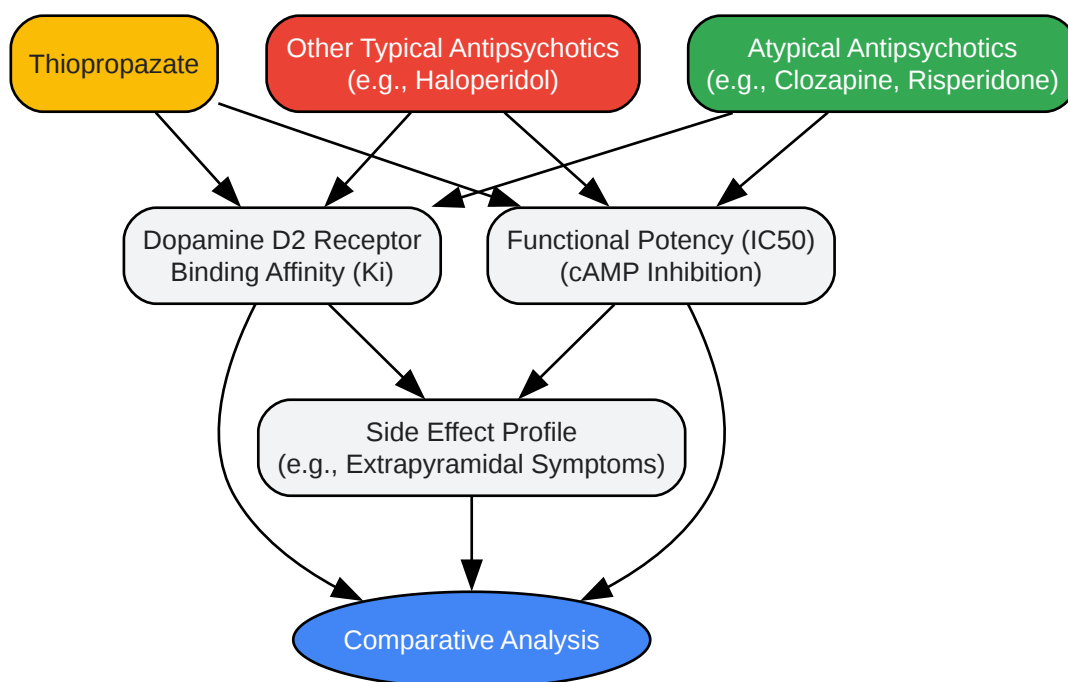 Thiopropazate
Other Typical Antipsychotics
(e.g., Haloperidol)
Atypical Antipsychotics
(e.g., Clozapine, Risperidone)
Dopamine D2 Receptor
Binding Affinity (Ki)
Functional Potency (IC50)
(cAMP Inhibition)
Side Effect Profile
(e.g., Extrapyramidal Symptoms)
Comparative Analysis